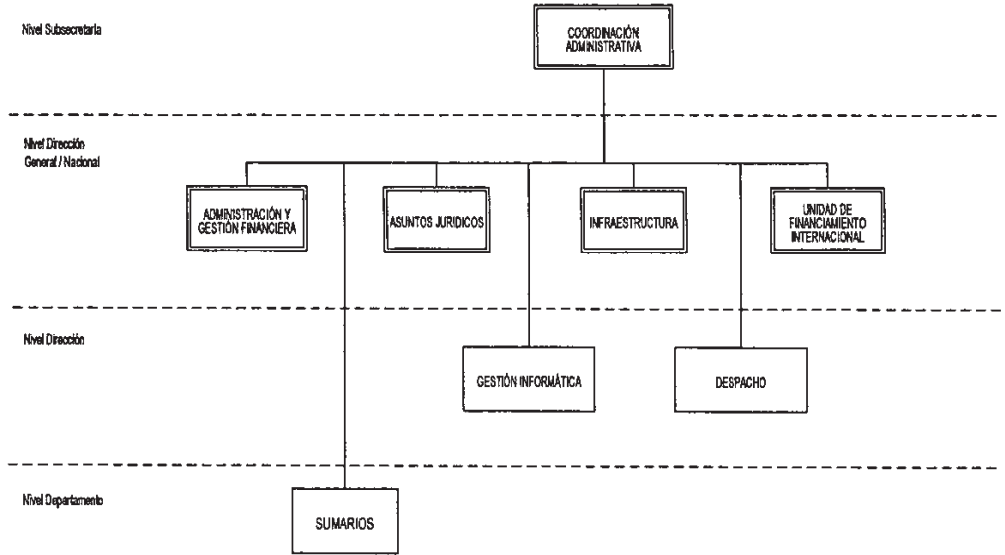 Nivel Subsecretaría
COORDINACIÓN
ADMINISTRATIVA
Nivel Dirección
General / Nacional
ADMINISTRACIÓN Y
GESTIÓN FINANCIERA
ASUNTOS JURIDICOS
INFRAESTRUCTURA
UNIDAD DE
FINANCIAMIENTO
INTERNACIONAL
Nivel Dirección
GESTIÓN INFORMÁTICA
DESPACHO
Nivel Departamento
SUMARIOS